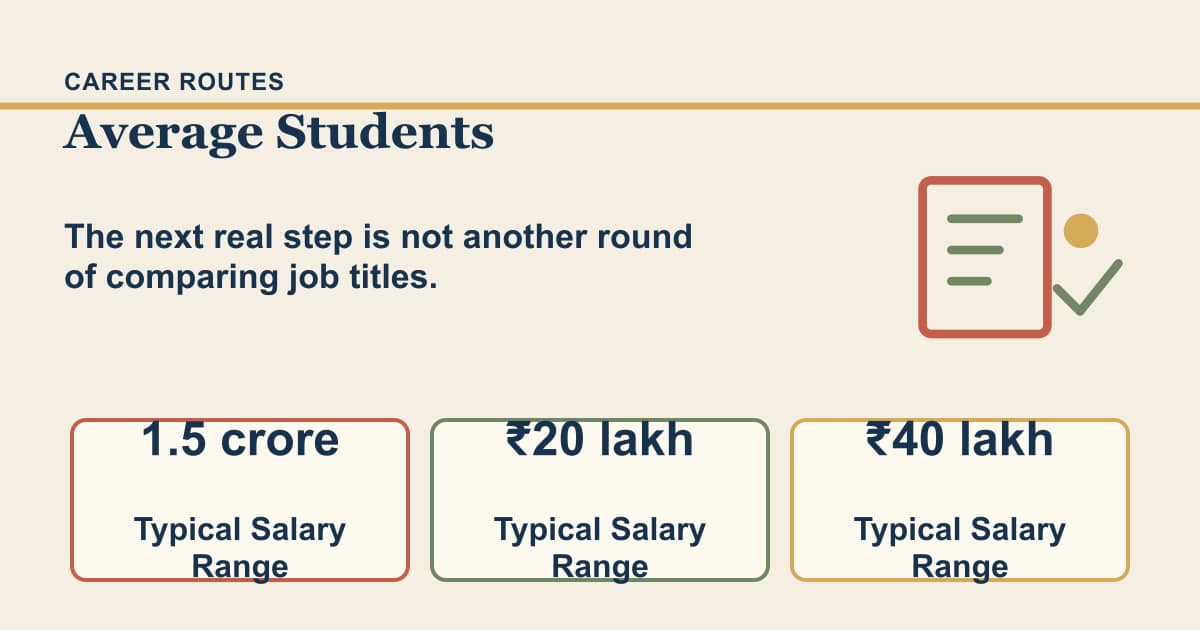 CAREER ROUTES
Average Students
The next real step is not another round
of comparing job titles.
1.5 crore
Typical Salary
Range
₹20 lakh
Typical Salary
Range
₹40 lakh
Typical Salary
Range